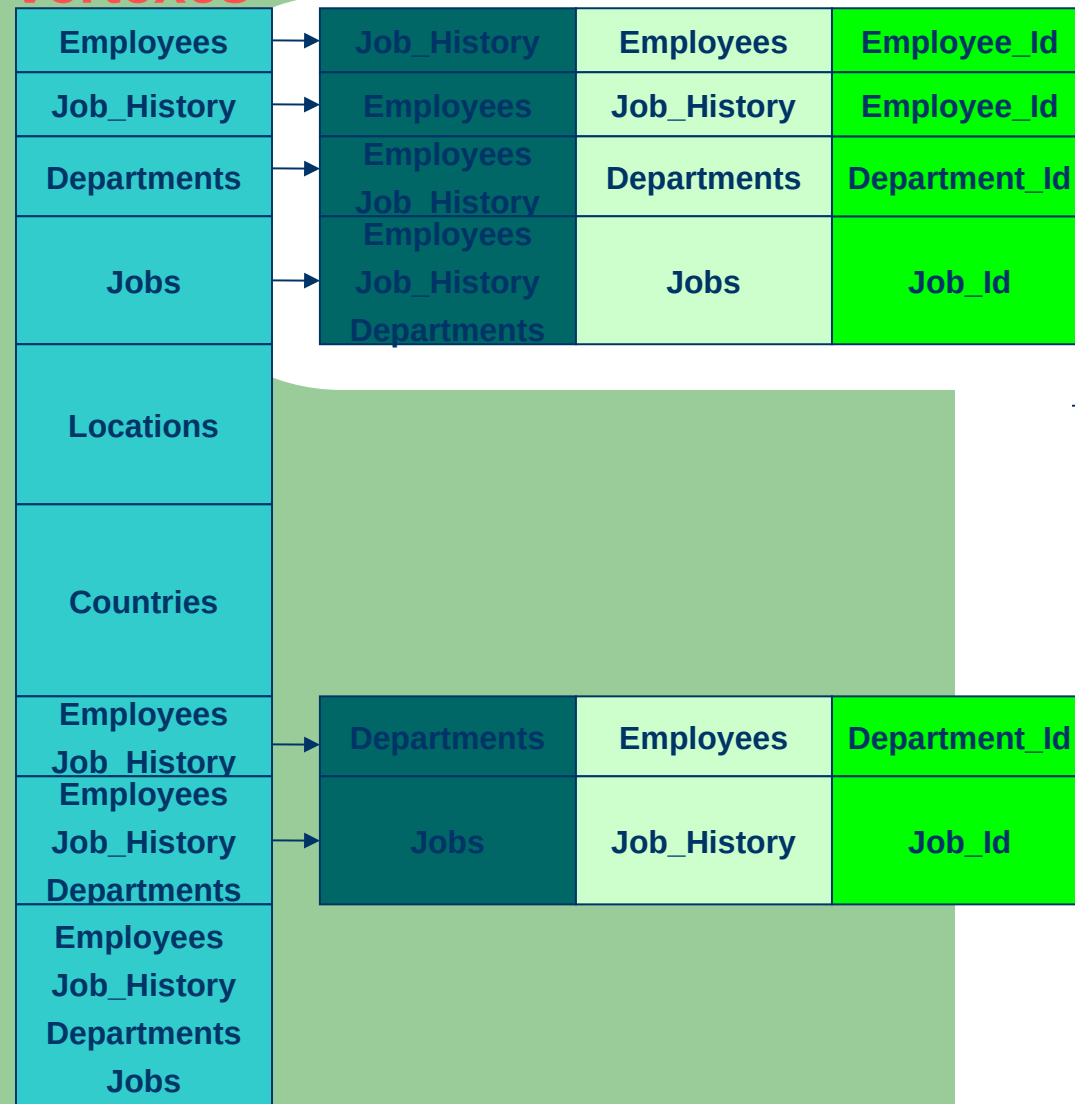 Vertexes
Employees Job_History Employees Employee_Id
Job_History Employees Job_History Employee_Id
Departments Employees Departments Department_Id
Job_History
Jobs Employees Jobs Job_Id
Job_History
Departments
Locations
Countries
Employees Departments Employees Department_Id
Job_History
Employees Jobs Job_History Job_Id
Job_History
Departments
Employees
Job_History
Departments
Jobs